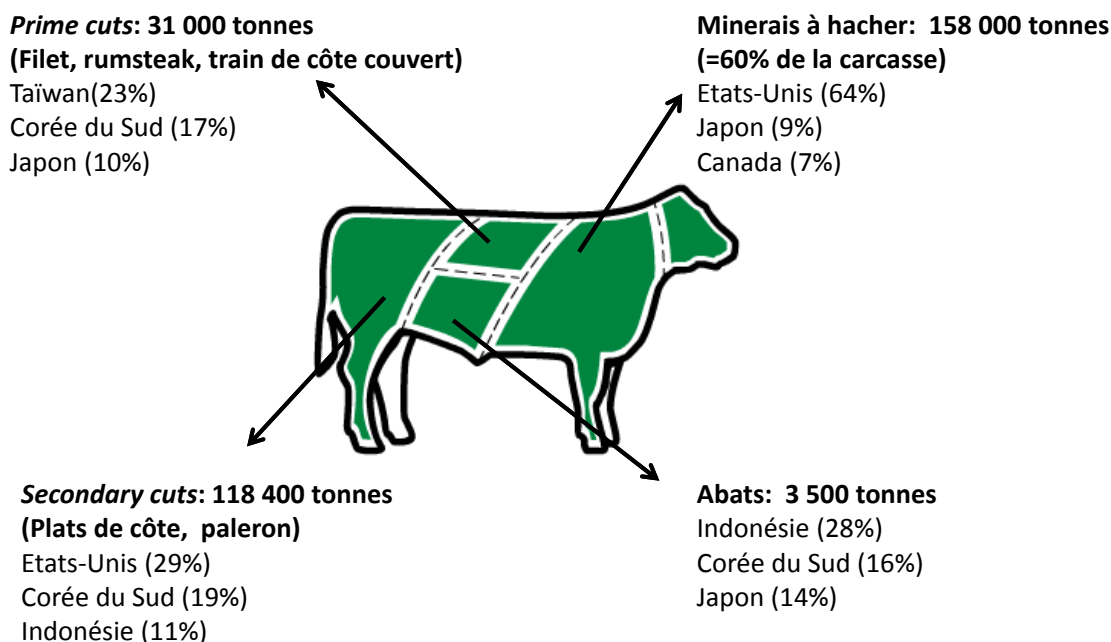 Prime cuts: 31 000 tonnes
(Filet, rumsteak, train de côte couvert)
Taïwan(23%)
Corée du Sud (17%)
Japon (10%)
Minerais à hacher: 158 000 tonnes
(=60% de la carcasse)
Etats-Unis (64%)
Japon (9%)
Canada (7%)
Secondary cuts: 118 400 tonnes
(Plats de côte, paleron)
Etats-Unis (29%)
Corée du Sud (19%)
Indonésie (11%)
Abats: 3 500 tonnes
Indonésie (28%)
Corée du Sud (16%)
Japon (14%)